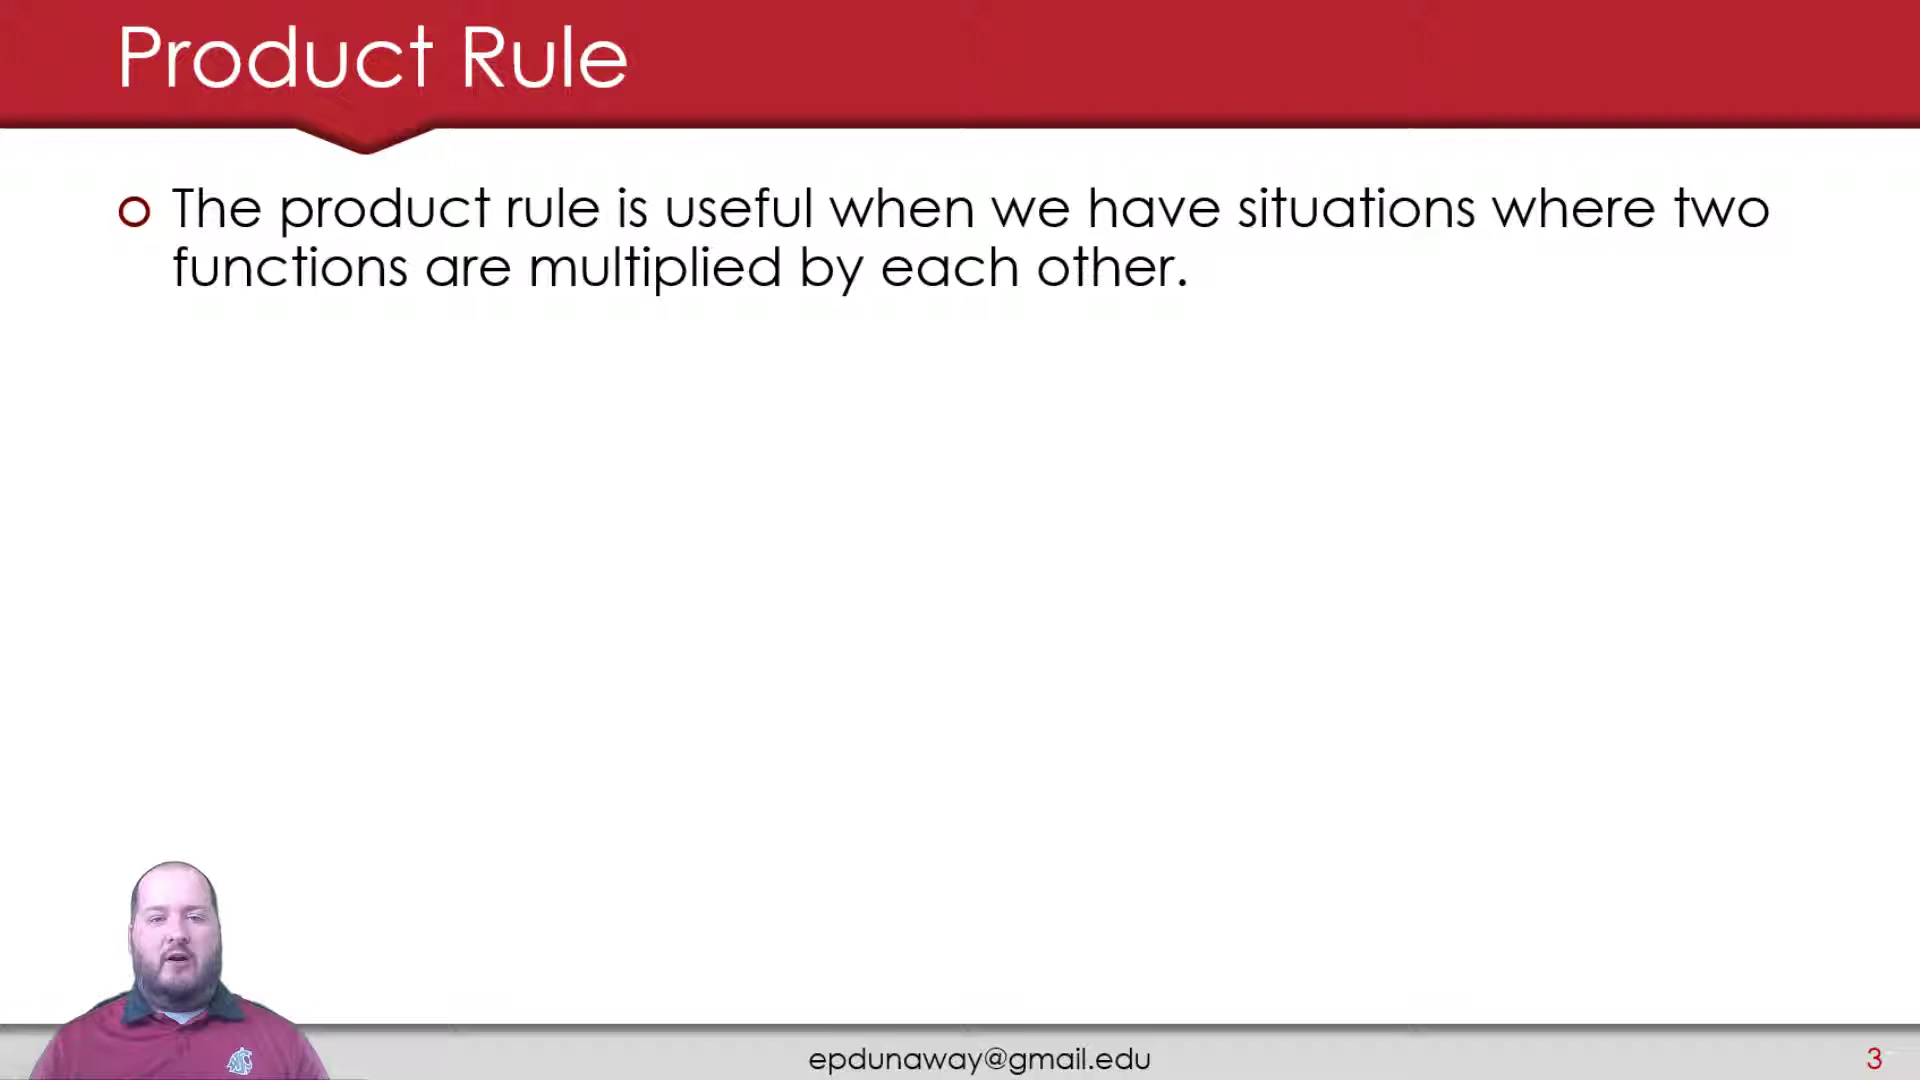 Product Rule
The product rule is useful when we have situations where two
functions are multiplied by each other.
epdunaway@gmail.edu
3